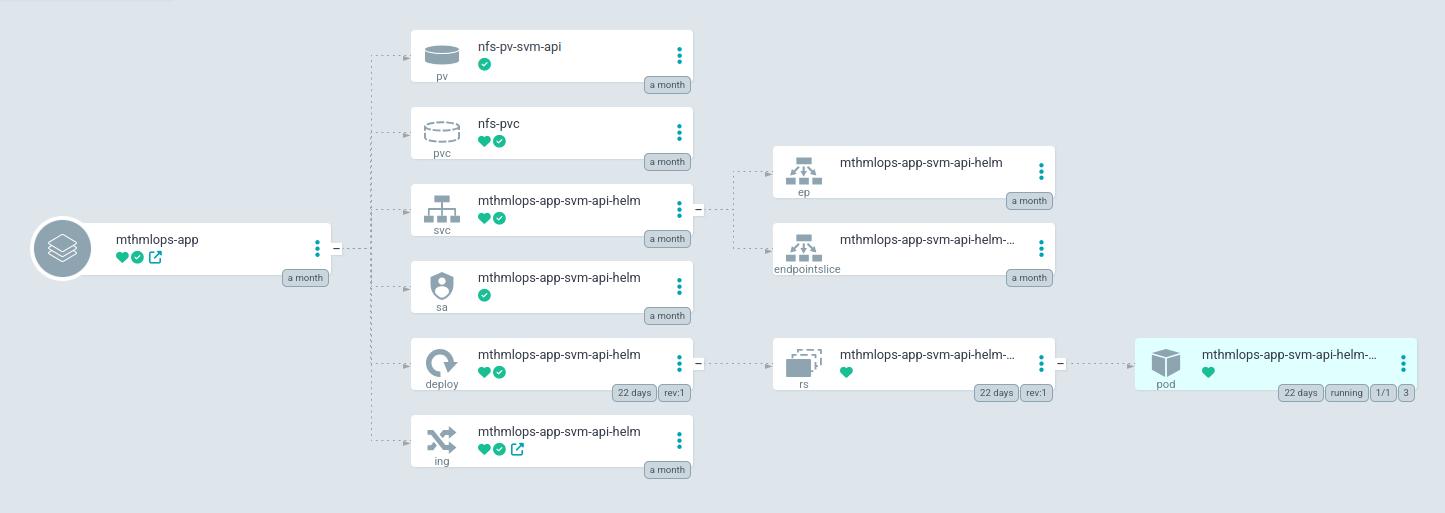 mthmlops-app
a month
nfs-pv-svm-api
pv
a month
nfs-pvc
pvc
a month
mthmlops-app-svm-api-helm
svc
a month
mthmlops-app-svm-api-helm
sa
a month
mthmlops-app-svm-api-helm
deploy
22 days rev:1
mthmlops-app-svm-api-helm
ing
a month
mthmlops-app-svm-api-helm
ep
a month
mthmlops-app-svm-api-helm-...
endpointslice
a month
mthmlops-app-svm-api-helm-...
rs
22 days rev:1
mthmlops-app-svm-api-helm-...
pod
22 days running 1/1 3